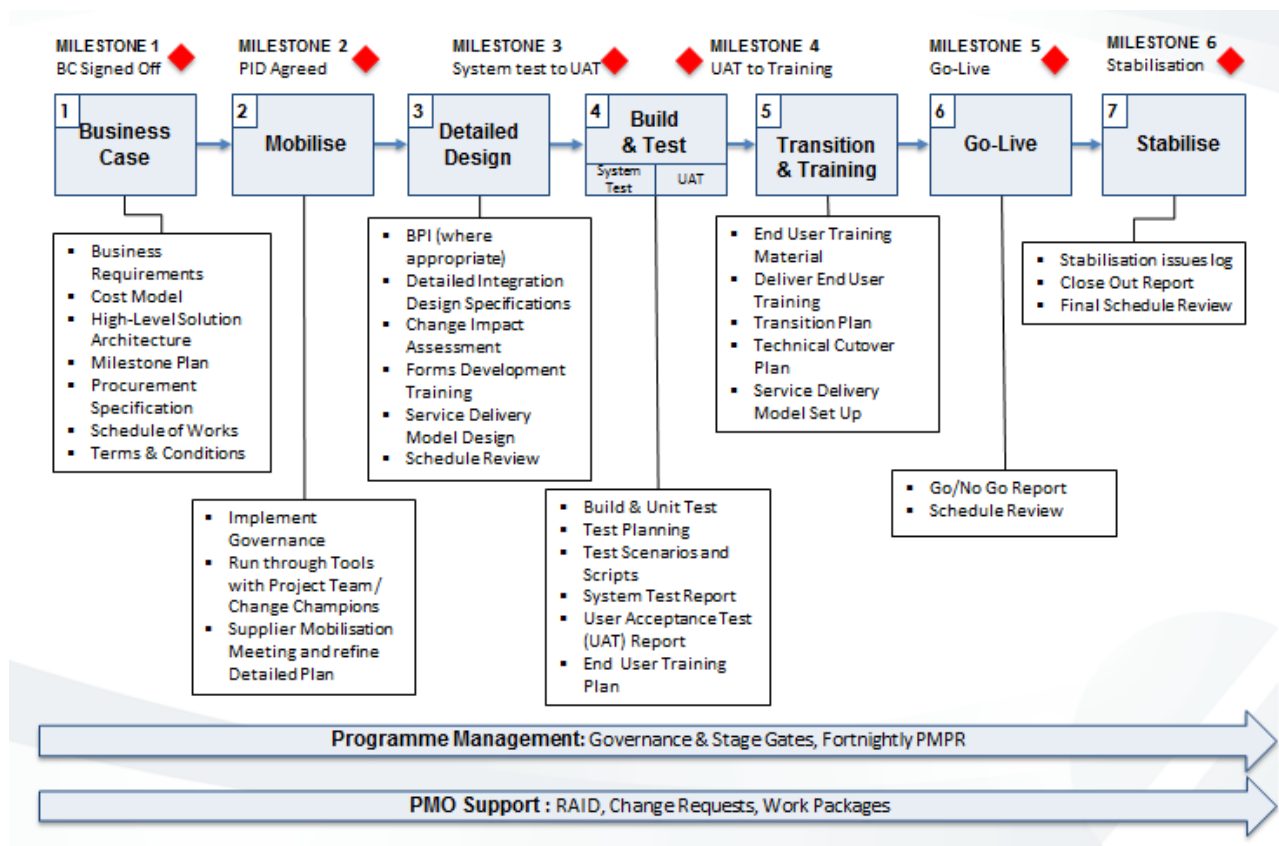 MILESTONE 1
BC Signed Off
MILESTONE 2
PID Agreed
MILESTONE 3
System test to UAT
MILESTONE 4
UAT to Training
MILESTONE 5
Go-Live
MILESTONE 6
Stabilisation
1
Business
Case
2
Mobilise
3
Detailed
Design
4
Build
& Test
System
Test
UAT
5
Transition
& Training
6
Go-Live
7
Stabilise
▪ Business
Requirements
▪ Cost Model
▪ High-Level Solution
Architecture
▪ Milestone Plan
▪ Procurement
Specification
▪ Schedule of Works
▪ Terms & Conditions
▪ Implement
Governance
▪ Run through Tools
with Project Team /
Change Champions
▪ Supplier Mobilisation
Meeting and refine
Detailed Plan
▪ BPI (where
appropriate)
▪ Detailed Integration
Design Specifications
▪ Change Impact
Assessment
▪ Forms Development
Training
▪ Service Delivery
Model Design
▪ Schedule Review
▪ Build & Unit Test
▪ Test Planning
▪ Test Scenarios and
Scripts
▪ System Test Report
▪ User Acceptance Test
(UAT) Report
▪ End User Training
Plan
▪ End User Training
Material
▪ Deliver End User
Training
▪ Transition Plan
▪ Technical Cutover
Plan
▪ Service Delivery
Model Set Up
▪ Go/No Go Report
▪ Schedule Review
▪ Stabilisation issues log
▪ Close Out Report
▪ Final Schedule Review
Programme Management: Governance & Stage Gates, Fortnightly PMPR
PMO Support : RAID, Change Requests, Work Packages